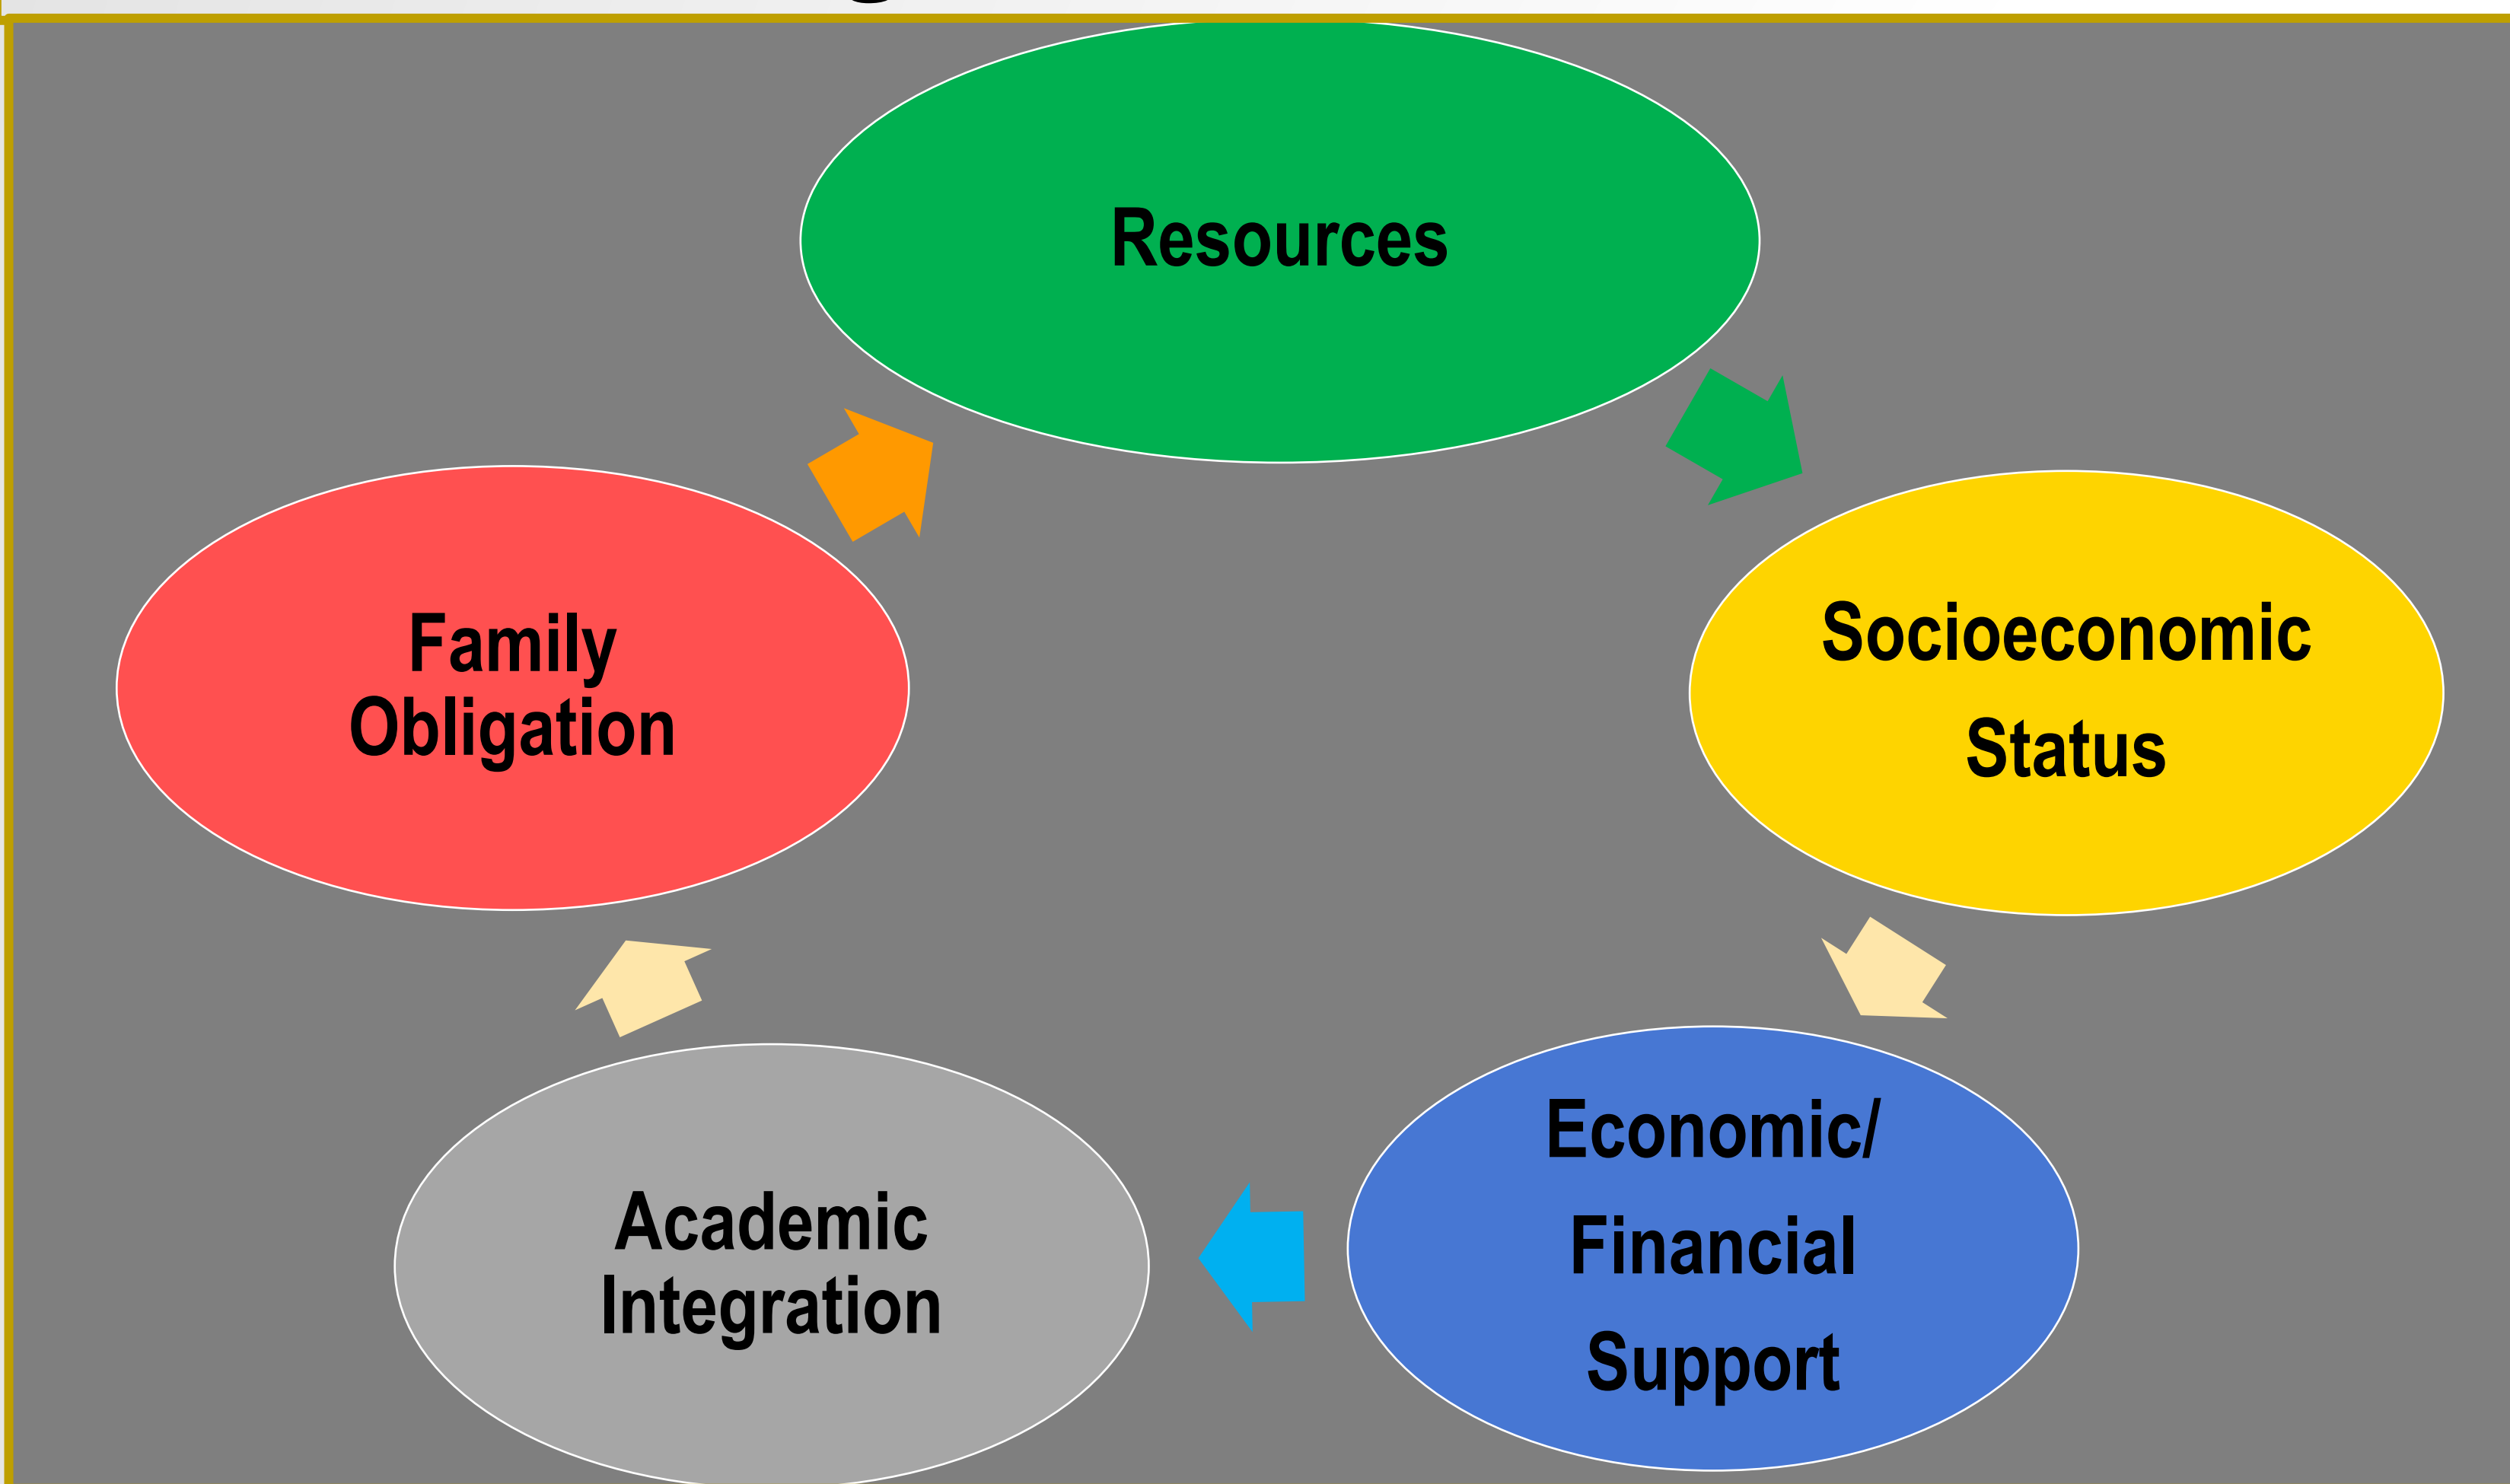 Resources
Socioeconomic
Status
Economic/
Financial
Support
Academic
Integration
Family
Obligation